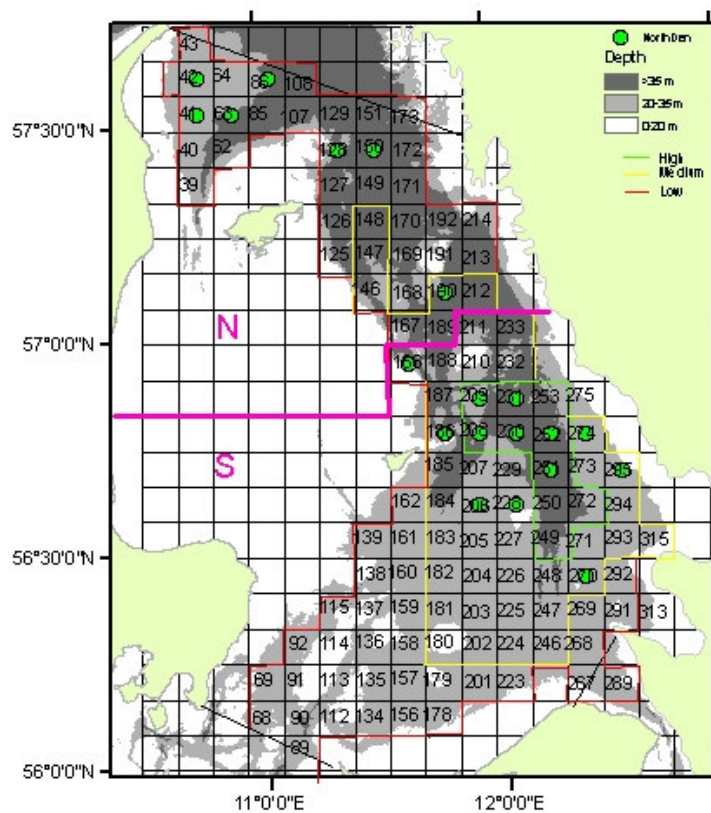 NorthDen
Depth
>35 m
20-35 m
0-20 m
High
Medium
Low
43
42 64 86 108
57°30'0"N
41 63 85 107 129 151 173
40 62 128 150 172
39 127 149 171
126 148 170 192 214
125 147 169 191 213
146 168 190 212
N 167 189 211 233
57°0'0"N
166 188 210 232
187 209 231 253 275
186 208 230 252 274
S 185 207 229 251 273 295
162 184 206 228 250 272 294
139 161 183 205 227 249 271 293 315
56°30'0"N
138 160 182 204 226 248 270 292
115 137 159 181 203 225 247 269 291 313
92 114 136 158 180 202 224 246 268
69 91 113 135 157 179 201 223 267 289
68 90 112 134 156 178
89
56°0'0"N
11°0'0"E 12°0'0"E